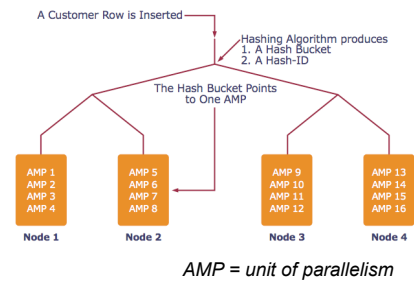 A Customer Row is Inserted
Hashing Algorithm produces
1. A Hash Bucket
2. A Hash-ID
The Hash Bucket Points
to One AMP
AMP 1
AMP 2
AMP 3
AMP 4
Node 1
AMP 5
AMP 6
AMP 7
AMP 8
Node 2
AMP 9
AMP 10
AMP 11
AMP 12
Node 3
AMP 13
AMP 14
AMP 15
AMP 16
Node 4
AMP = unit of parallelism